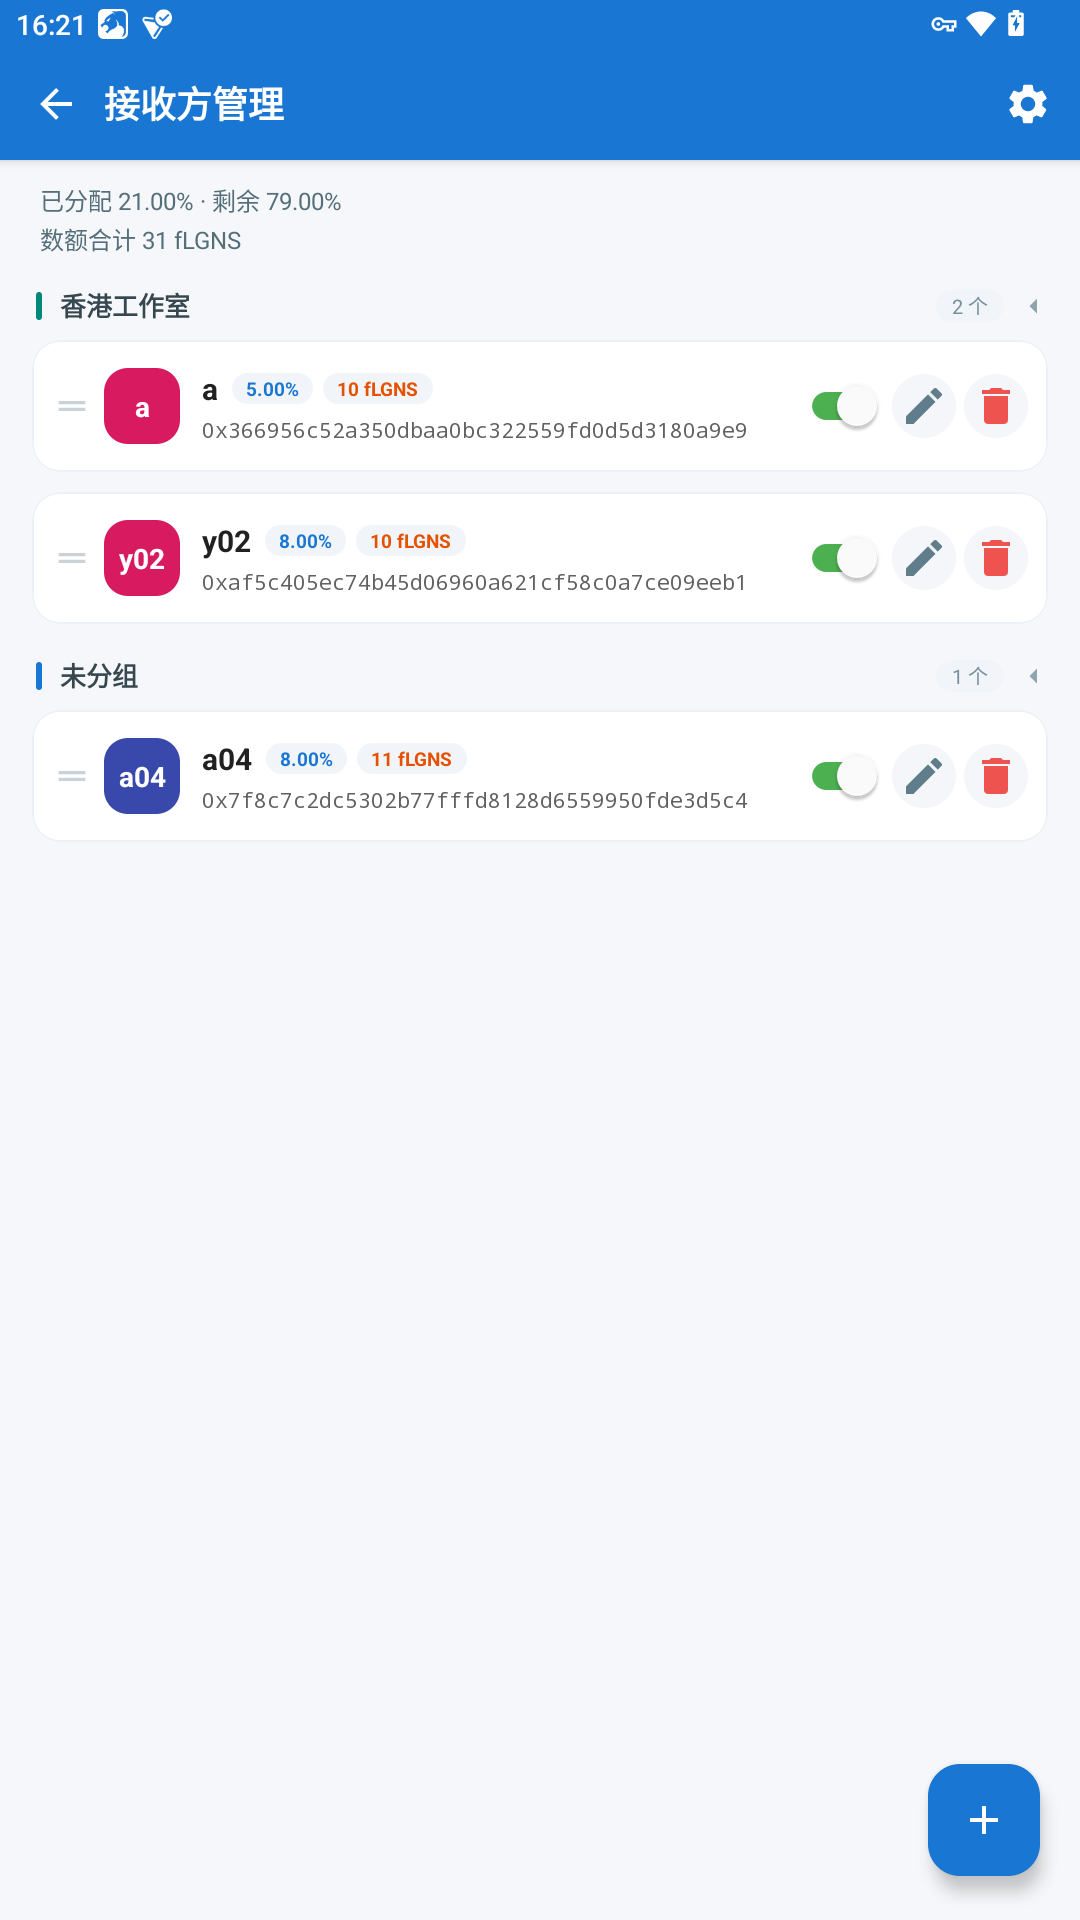 16:21
接收方管理
已分配 21.00% · 剩余 79.00%
数额合计 31 fLGNS
香港工作室 2 个
a a 5.00% 10 fLGNS
0x366956c52a350dbaa0bc322559fd0d5d3180a9e9
y02 y02 8.00% 10 fLGNS
0xaf5c405ec74b45d06960a621cf58c0a7ce09eeb1
未分组 1 个
a04 a04 8.00% 11 fLGNS
0x7f8c7c2dc5302b77fffd8128d6559950fde3d5c4